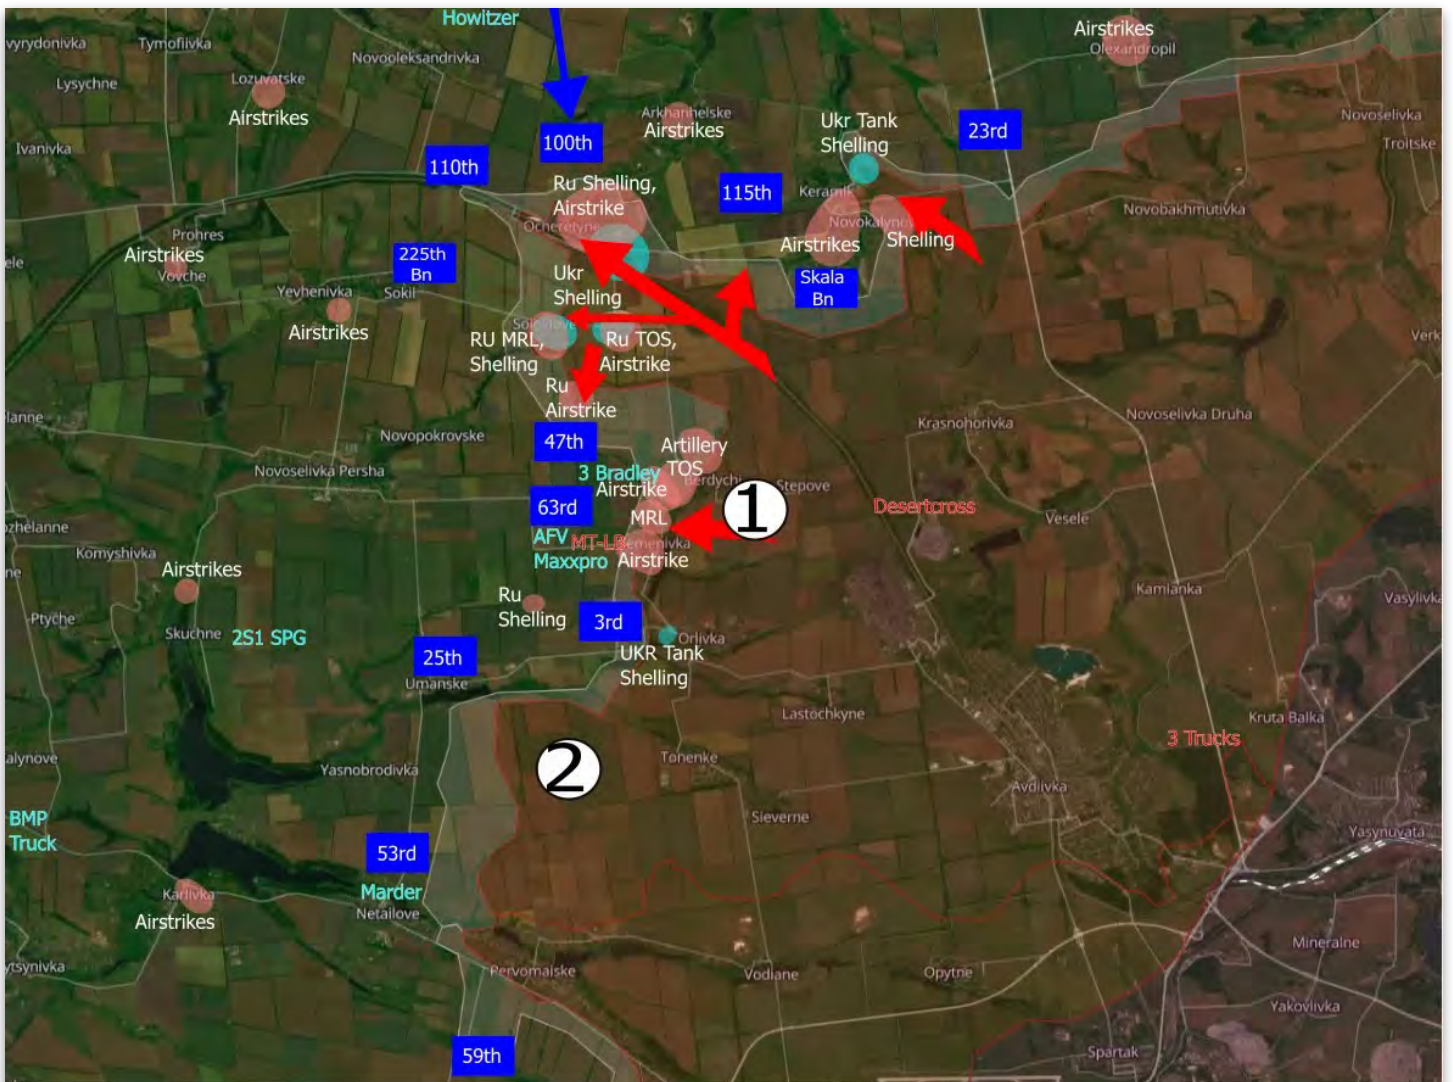 Howitzer
Airstrikes
Olexandropil
vyrydonivka
Tymofiivka
Novooleksandrivka
Lysychne
Lozuvatske
Airstrikes
Arkhanhelske
Airstrikes
Ukr Tank
Shelling
23rd
Novoselivka
Troitske
Ivanivka
100th
110th
Ru Shelling,
Airstrike
115th
Keramik
Novobakhmutivka
Ocheretyne
Prohres
Airstrikes
Vovche
ele
225th
Bn
Airstrikes
Shelling
Ukr
Shelling
Skala
Bn
Yevhenivka
Sokil
Airstrikes
RU MRL,
Shelling
Ru TOS,
Airstrike
Verk
Ru
Airstrike
lanne
Novopokrovske
47th
Krasnohorivka
Novoselivka Druha
Artillery
TOS
3 Bradley
Airstrike
Berdychi
Stepove
Novoselivka Persha
63rd
MRL
1
Desertcross
Vesele
ozhelanne
Komyshivka
AFV
Maxxpro
MT-LB
Airstrike
ne
Airstrikes
Ptyche
Skuchne
2S1 SPG
Ru
Shelling
3rd
Orlivka
UKR Tank
Shelling
Kamianka
Vasylivka
25th
Umanske
Lastochkyne
Kruta Balka
3 Trucks
alynove
Yasnobrodivka
2
Tonenke
Avdiivka
BMP
Truck
Sieverne
Yasynuvata
53rd
Marder
Netailove
Karlivka
Airstrikes
ytsynivka
Pervomaiske
Vodiane
Opytne
Mineralne
Yakovlivka
59th
Spartak